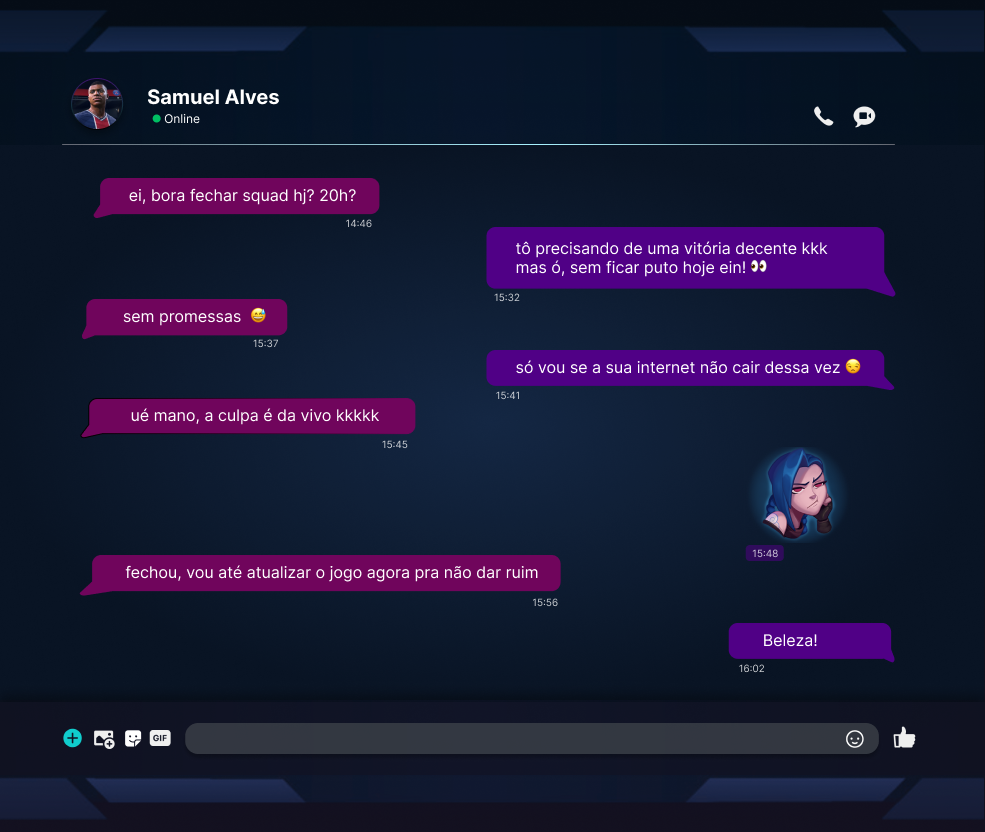 Samuel Alves
Online
ei, bora fechar squad hj? 20h?
14:46
tô precisando de uma vitória decente kkk
mas ó, sem ficar puto hoje ein! 👀
15:32
sem promessas 😅
15:37
só vou se a sua internet não cair dessa vez 😏
15:41
ué mano, a culpa é da vivo kkkkk
15:45
15:48
fechou, vou até atualizar o jogo agora pra não dar ruim
15:56
Beleza!
16:02
GIF